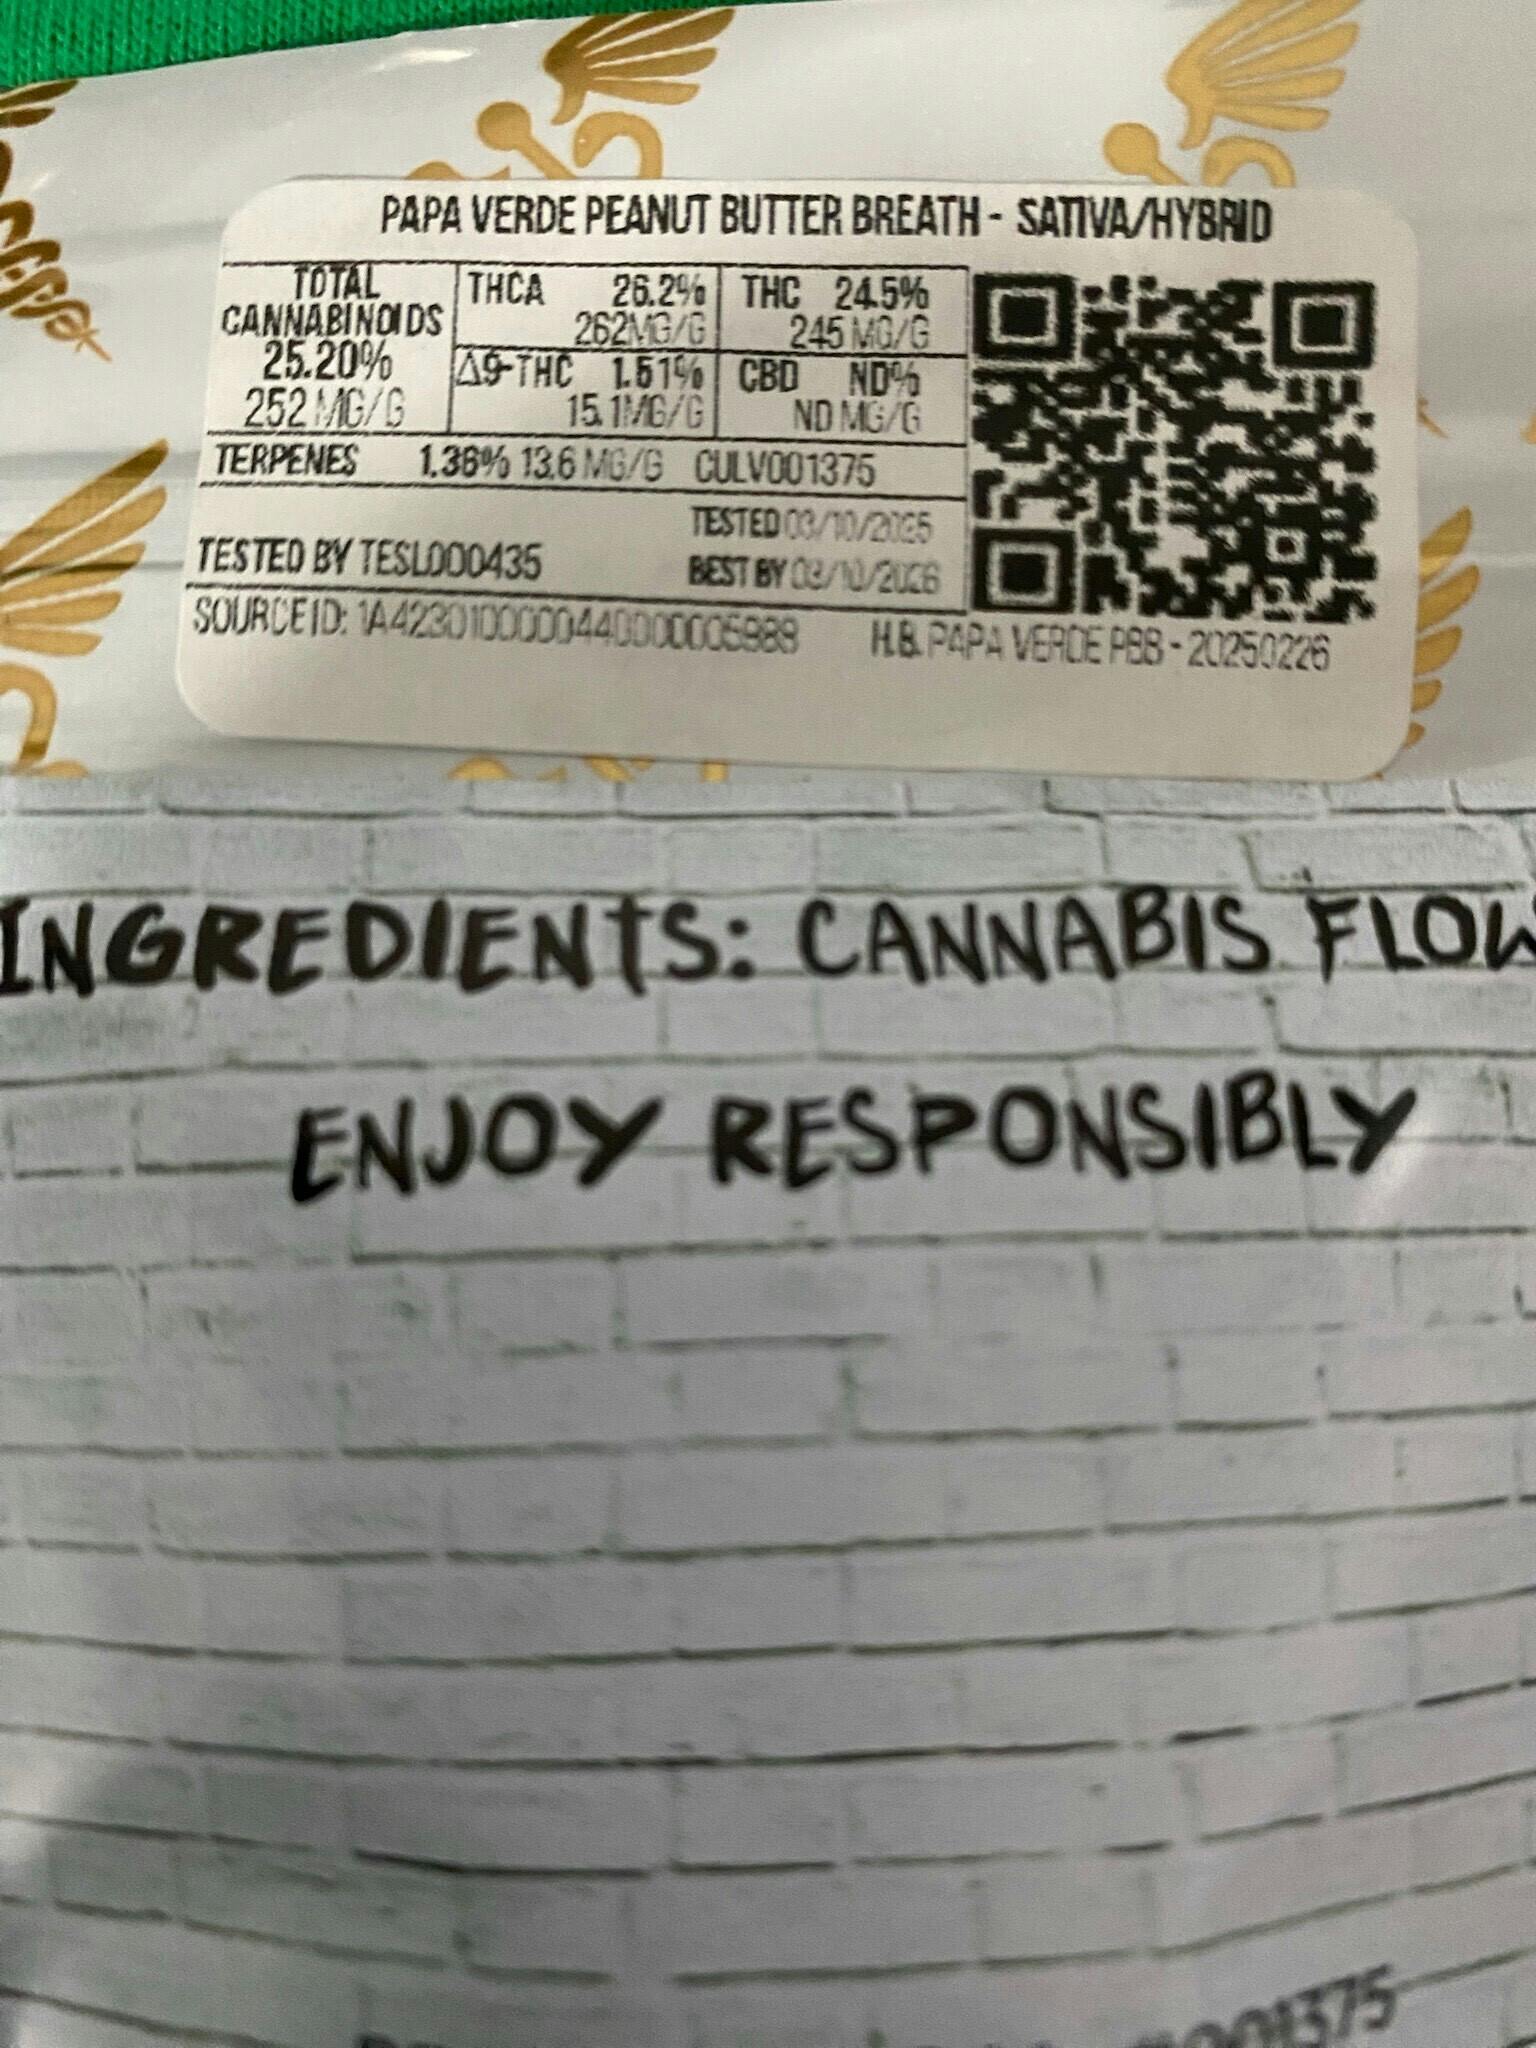 PAPA VERDE PEANUT BUTTER BREATH - SATIVA/HYBRID
TOTAL CANNABINOIDS 25.20% 252 MG/G
THCA 26.2% 262MG/G
THC 24.5% 245 MG/G
Δ9-THC 1.51% 15.1MG/G
CBD ND% ND MG/G
TERPENES 1.36% 13.6 MG/G CULV001375
TESTED 03/10/2025
TESTED BY TESL000435
BEST BY 03/10/2026
SOURCE ID: 1A4230100000440000005988
H.B. PAPA VERDE PBB - 20250226
INGREDIENTS: CANNABIS FLOW
ENJOY RESPONSIBLY
001375